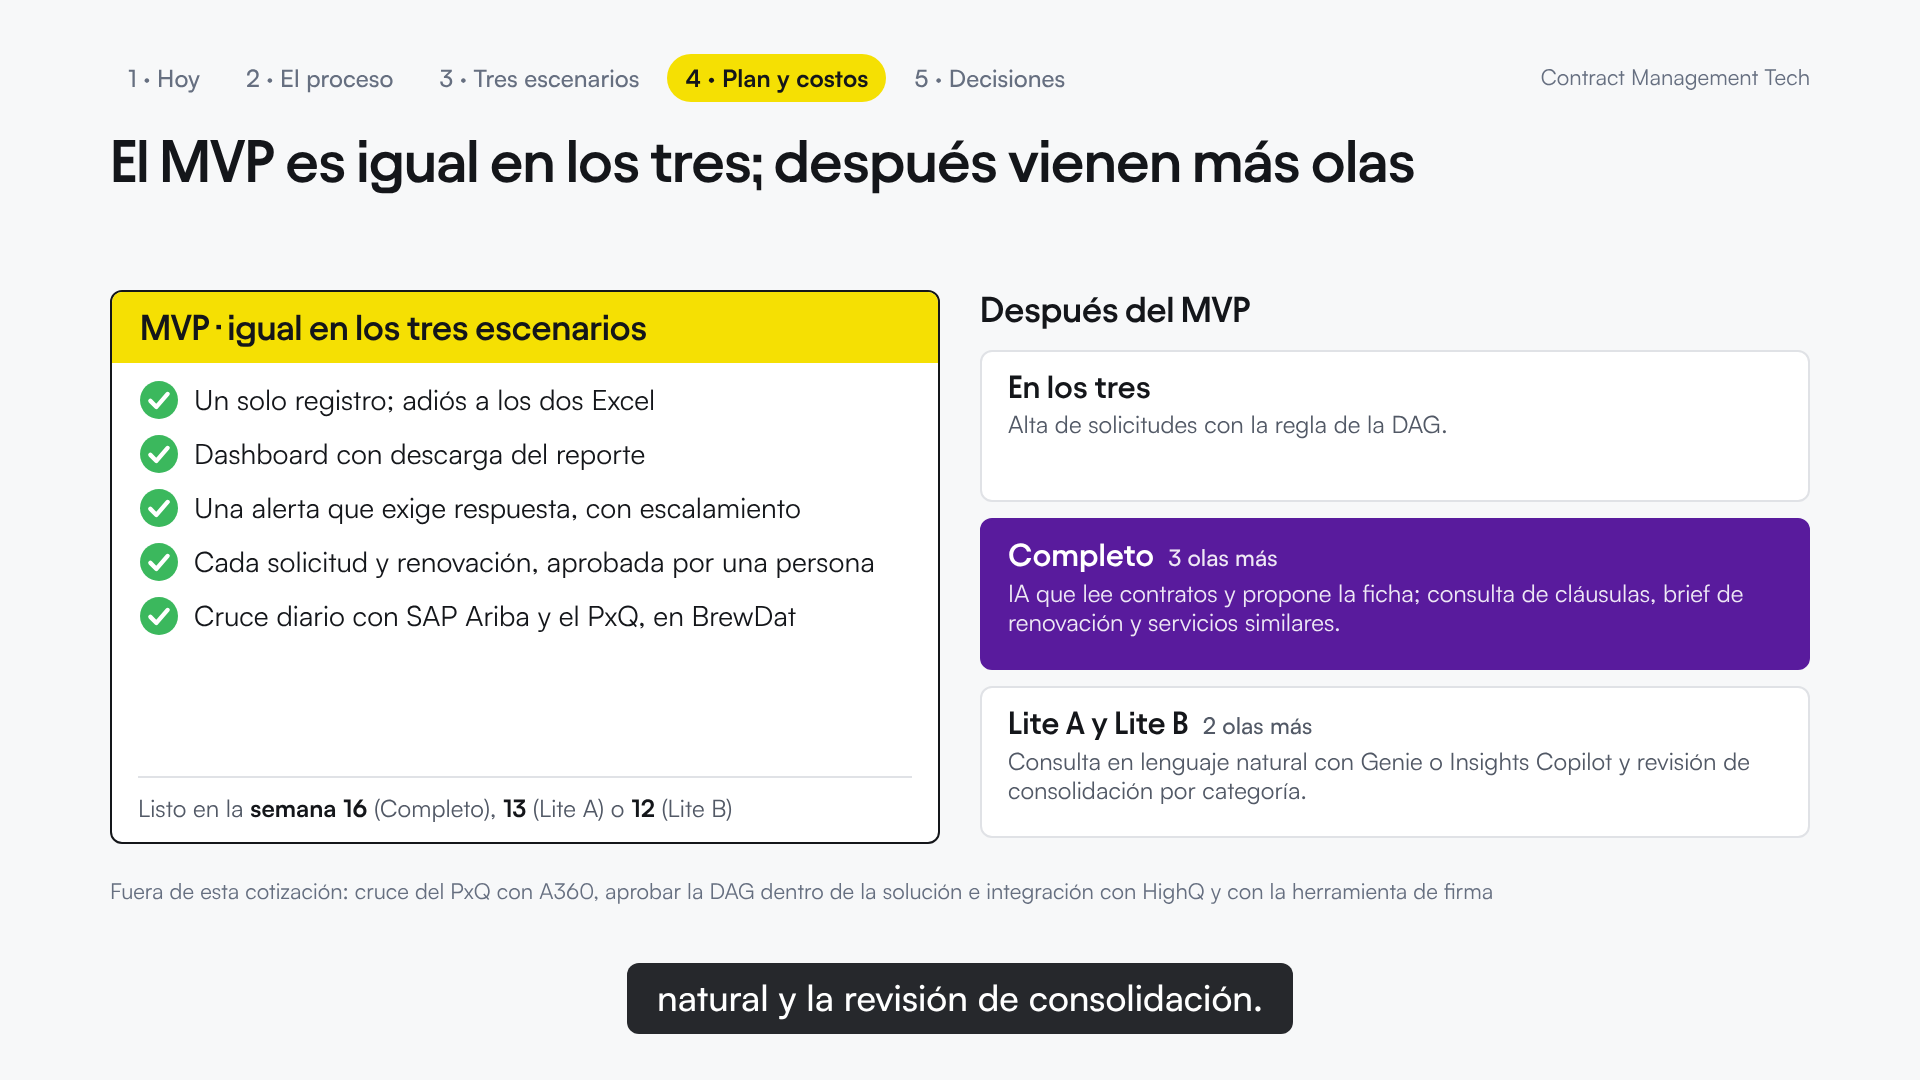 1 · Hoy
2 · El proceso
3 · Tres escenarios
4 · Plan y costos
5 · Decisiones
Contract Management Tech
El MVP es igual en los tres; después vienen más olas
MVP · igual en los tres escenarios
Un solo registro; adiós a los dos Excel
Dashboard con descarga del reporte
Una alerta que exige respuesta, con escalamiento
Cada solicitud y renovación, aprobada por una persona
Cruce diario con SAP Ariba y el PxQ, en BrewDat
Listo en la semana 16 (Completo), 13 (Lite A) o 12 (Lite B)
Después del MVP
En los tres
Alta de solicitudes con la regla de la DAG.
Completo 3 olas más
IA que lee contratos y propone la ficha; consulta de cláusulas, brief de
renovación y servicios similares.
Lite A y Lite B 2 olas más
Consulta en lenguaje natural con Genie o Insights Copilot y revisión de
consolidación por categoría.
Fuera de esta cotización: cruce del PxQ con A360, aprobar la DAG dentro de la solución e integración con HighQ y con la herramienta de firma
natural y la revisión de consolidación.